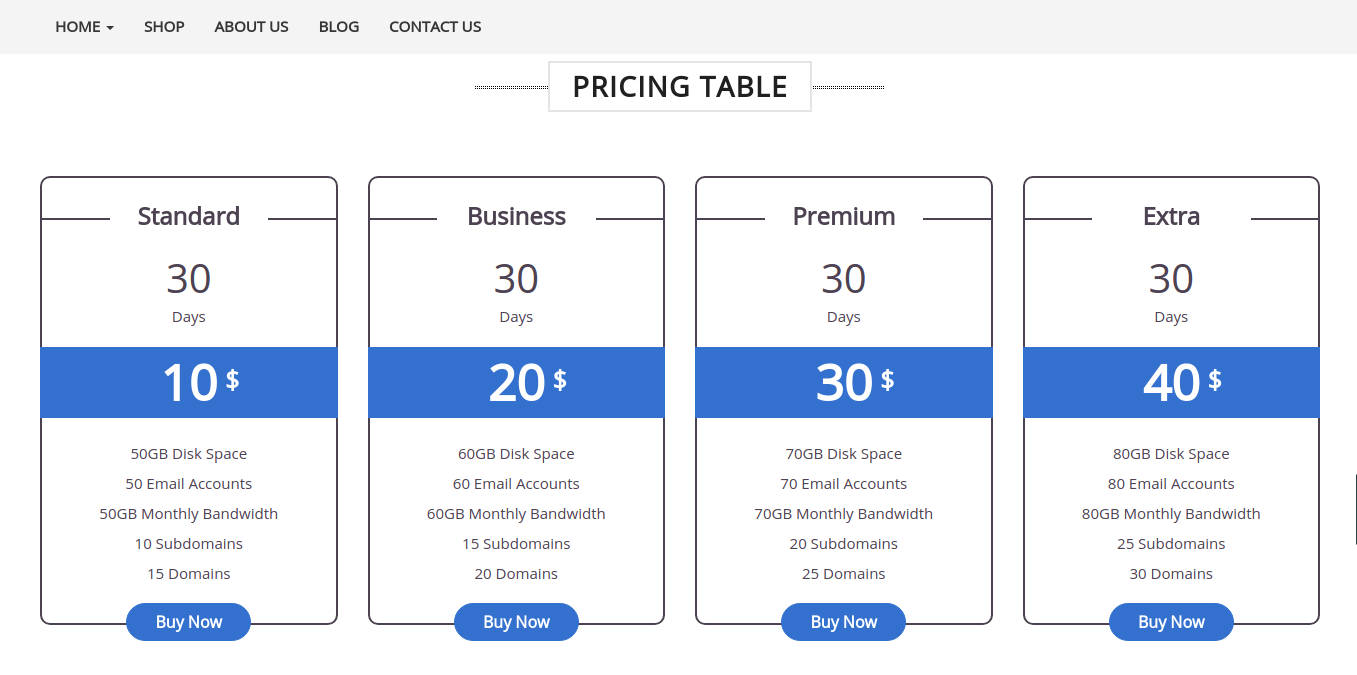 HOME SHOP ABOUT US BLOG CONTACT US
PRICING TABLE
Standard
30
Days
10 $
50GB Disk Space
50 Email Accounts
50GB Monthly Bandwidth
10 Subdomains
15 Domains
Buy Now
Business
30
Days
20 $
60GB Disk Space
60 Email Accounts
60GB Monthly Bandwidth
15 Subdomains
20 Domains
Buy Now
Premium
30
Days
30 $
70GB Disk Space
70 Email Accounts
70GB Monthly Bandwidth
20 Subdomains
25 Domains
Buy Now
Extra
30
Days
40 $
80GB Disk Space
80 Email Accounts
80GB Monthly Bandwidth
25 Subdomains
30 Domains
Buy Now